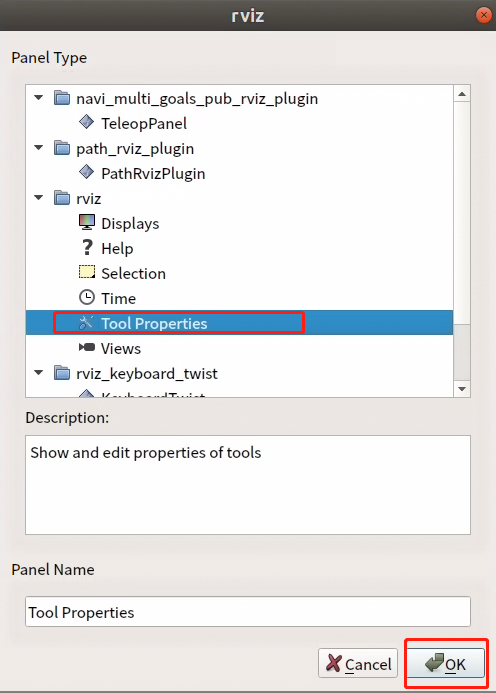 rviz
Panel Type
navi_multi_goals_pub_rviz_plugin
TeleopPanel
path_rviz_plugin
PathRvizPlugin
rviz
Displays
Help
Selection
Time
Tool Properties
Views
rviz_keyboard_twist
KeyboardTwist
Description:
Show and edit properties of tools
Panel Name
Tool Properties
Cancel OK